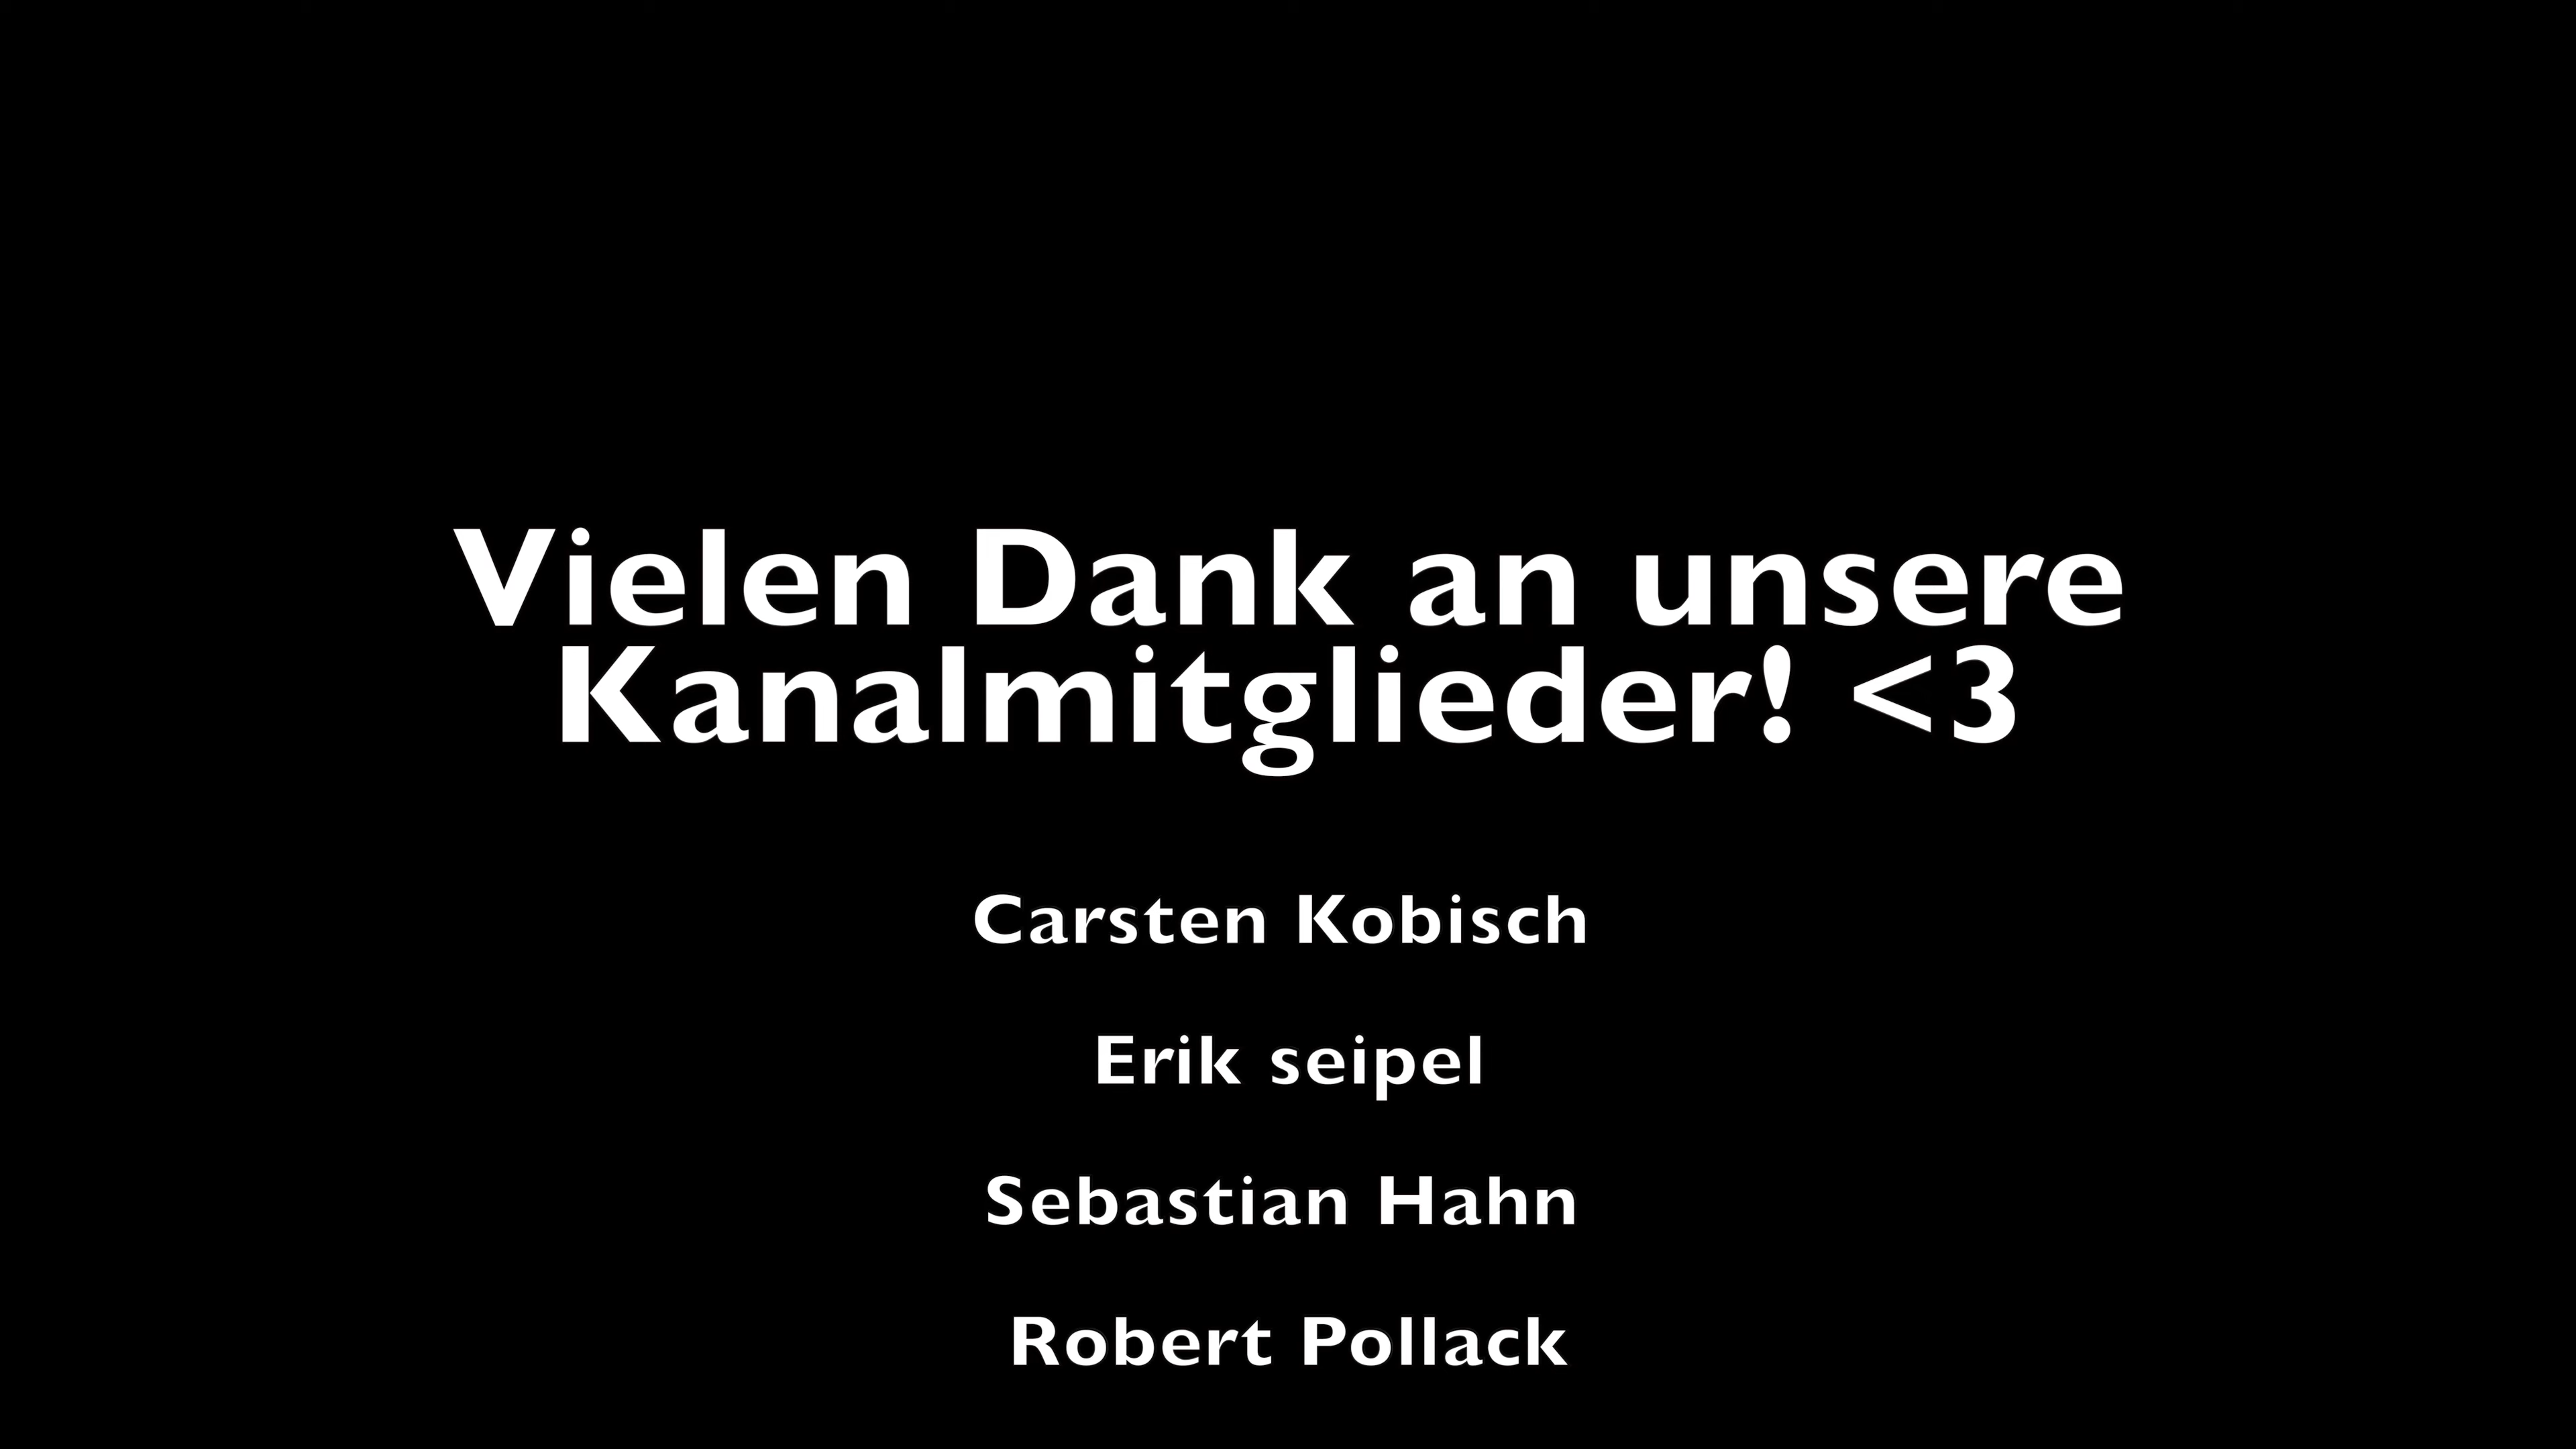 Vielen Dank an unsere
Kanalmitglieder! <3
Carsten Kobisch
Erik seipel
Sebastian Hahn
Robert Pollack